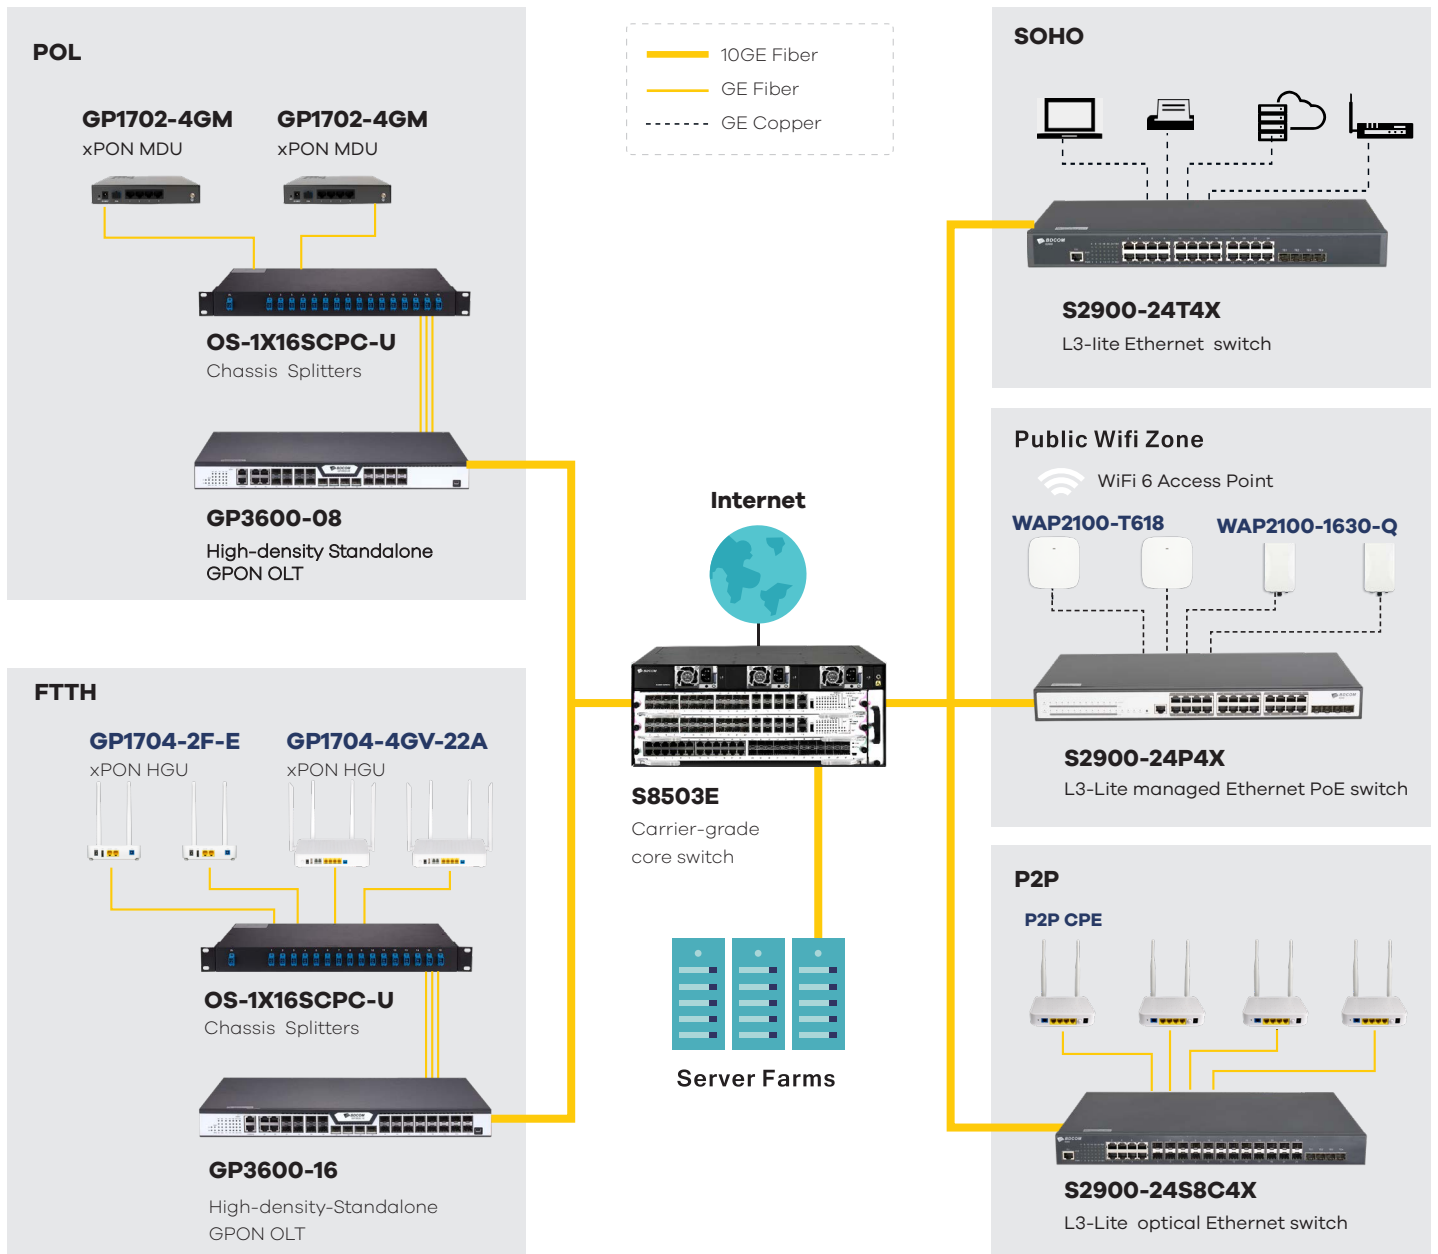 POL
GP1702-4GM
xPON MDU
GP1702-4GM
xPON MDU
OS-1X16SCPC-U
Chassis Splitters
GP3600-08
High-density Standalone
GPON OLT
FTTH
GP1704-2F-E
xPON HGU
GP1704-4GV-22A
xPON HGU
OS-1X16SCPC-U
Chassis Splitters
GP3600-16
High-density-Standalone
GPON OLT
10GE Fiber
GE Fiber
GE Copper
Internet
S8503E
Carrier-grade
core switch
Server Farms
SOHO
BDCOM
S2900-24T4X
L3-lite Ethernet switch
Public Wifi Zone
WiFi 6 Access Point
WAP2100-T618
WAP2100-1630-Q
BDCOM
S2900-24P4X
L3-Lite managed Ethernet PoE switch
P2P
P2P CPE
BDCOM
S2900-24S8C4X
L3-Lite optical Ethernet switch